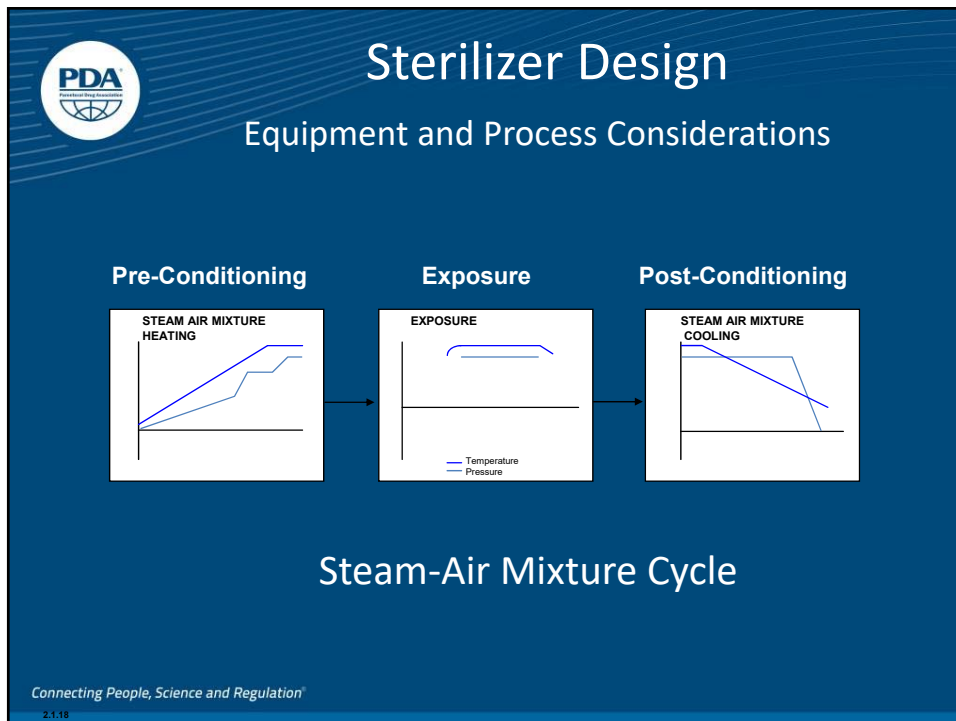 PDA
Parenteral Drug Association
Sterilizer Design
Equipment and Process Considerations
Pre-Conditioning
Exposure
Post-Conditioning
STEAM AIR MIXTURE
HEATING
EXPOSURE
Temperature
Pressure
STEAM AIR MIXTURE
COOLING
Steam-Air Mixture Cycle
Connecting People, Science and Regulation®
2.1.18